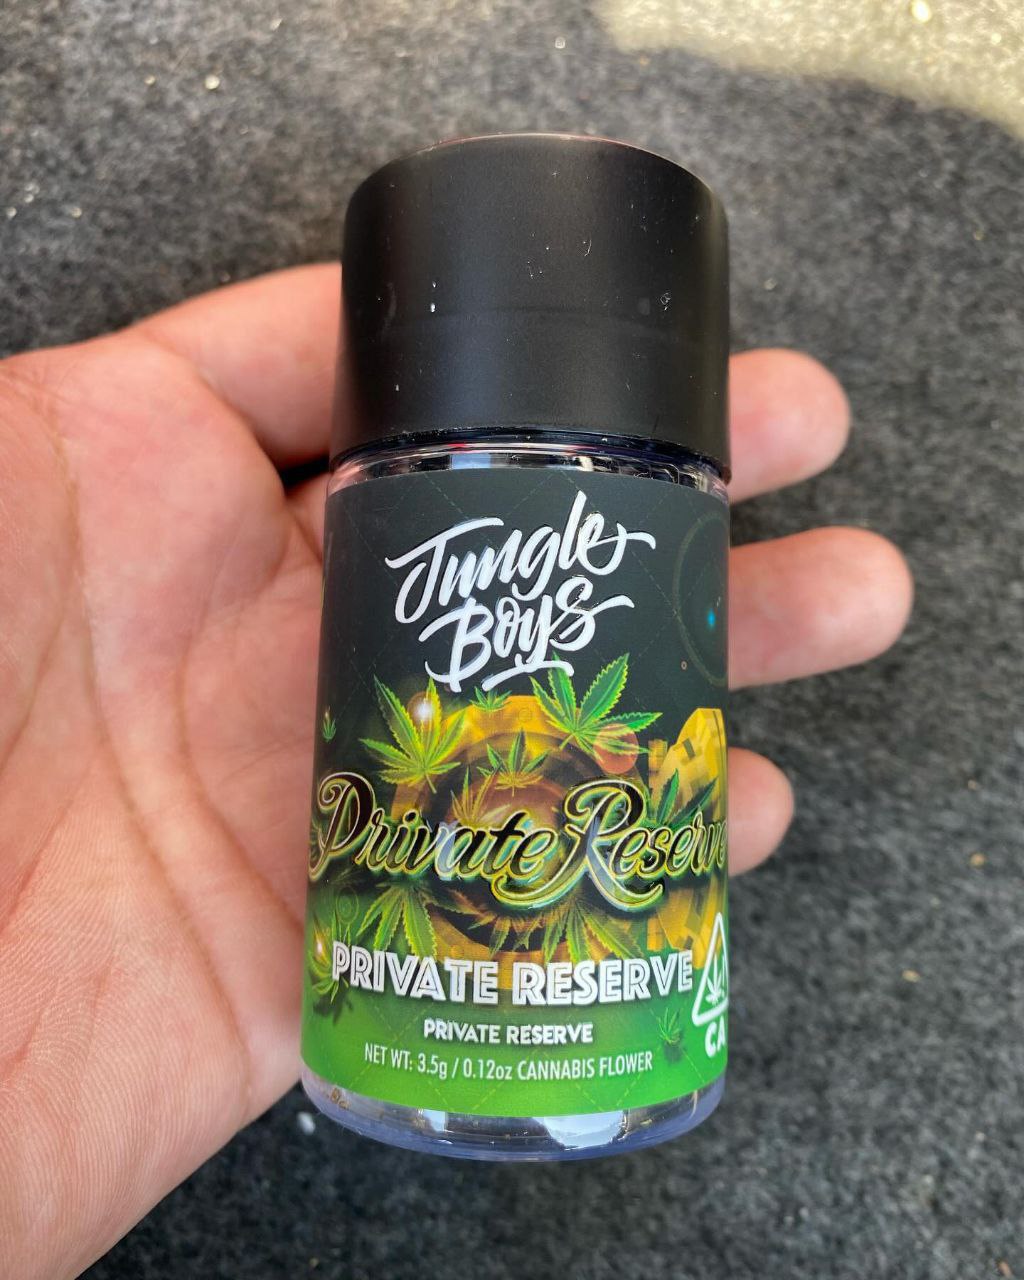 Jungle
Boys
Private Reserve
PRIVATE RESERVE
PRIVATE RESERVE
NET WT: 3.5g / 0.12oz CANNABIS FLOWER
!
CA